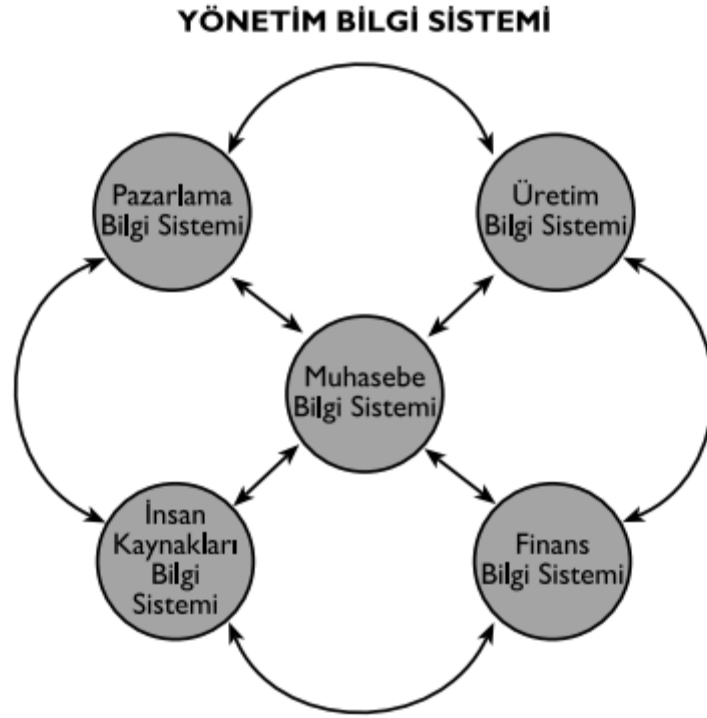 YÖNETİM BİLGİ SİSTEMİ
Pazarlama
Bilgi Sistemi
Üretim
Bilgi Sistemi
Muhasebe
Bilgi Sistemi
İnsan
Kaynakları
Bilgi
Sistemi
Finans
Bilgi Sistemi